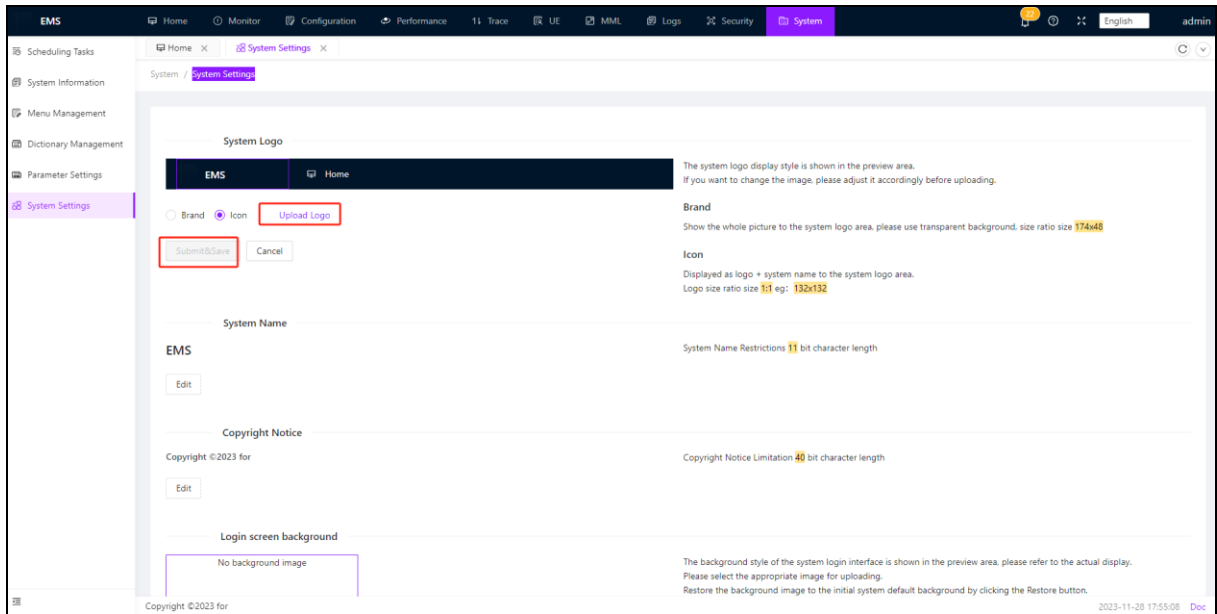 EMS Home Monitor Configuration Performance Trace UE MML Logs Security System 22 English admin
Scheduling Tasks
System Information
Menu Management
Dictionary Management
Parameter Settings
System Settings
Home System Settings
System / System Settings
System Logo
EMS Home
Brand Icon Upload Logo
Submit&Save Cancel
The system logo display style is shown in the preview area.
If you want to change the image, please adjust it accordingly before uploading.
Brand
Show the whole picture to the system logo area, please use transparent background, size ratio size 174x48
Icon
Displayed as logo + system name to the system logo area.
Logo size ratio size 1:1 eg: 132x132
System Name
EMS
Edit
System Name Restrictions 11 bit character length
Copyright Notice
Copyright ©2023 for
Edit
Copyright Notice Limitation 40 bit character length
Login screen background
No background image
The background style of the system login interface is shown in the preview area, please refer to the actual display.
Please select the appropriate image for uploading.
Restore the background image to the initial system default background by clicking the Restore button.
Copyright ©2023 for
2023-11-28 17:55:08 Doc